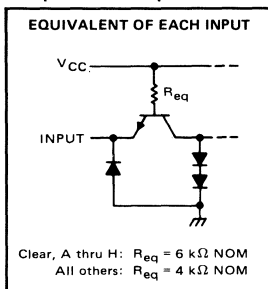 EQUIVALENT OF EACH INPUT
VCC
Req
INPUT
Clear, A thru H: Req = 6 kΩ NOM
All others: Req = 4 kΩ NOM